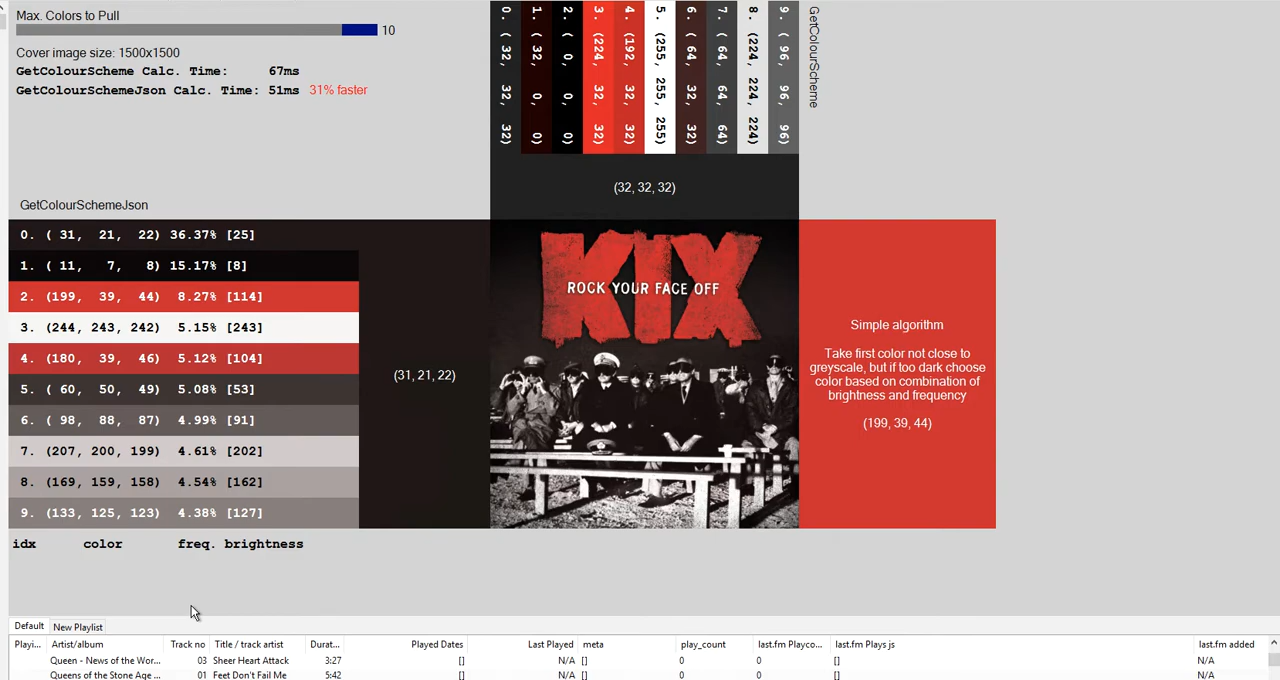 Max. Colors to Pull
10
Cover image size: 1500x1500
GetColourScheme Calc. Time: 67ms
GetColourSchemeJson Calc. Time: 51ms 31% faster
0. ( 32, 32, 32)
1. ( 32, 0, 0)
2. ( 0, 0, 0)
3. (224, 32, 32)
4. (192, 32, 32)
5. (255, 255, 255)
6. ( 64, 32, 32)
7. ( 64, 64, 64)
8. (224, 224, 224)
9. ( 96, 96, 96)
GetColourScheme
(32, 32, 32)
GetColourSchemeJson
0. ( 31, 21, 22) 36.37% [25]
1. ( 11, 7, 8) 15.17% [8]
2. (199, 39, 44) 8.27% [114]
3. (244, 243, 242) 5.15% [243]
4. (180, 39, 46) 5.12% [104]
5. ( 60, 50, 49) 5.08% [53]
6. ( 98, 88, 87) 4.99% [91]
7. (207, 200, 199) 4.61% [202]
8. (169, 159, 158) 4.54% [162]
9. (133, 125, 123) 4.38% [127]
idx color freq. brightness
(31, 21, 22)
KIX
ROCK YOUR FACE OFF
Simple algorithm
Take first color not close to
greyscale, but if too dark choose
color based on combination of
brightness and frequency
(199, 39, 44)
Default New Playlist
Playi... Artist/album Track no Title / track artist Durat... Played Dates Last Played meta play_count last.fm Playco... last.fm Plays js last.fm added
Queen - News of the Wor... 03 Sheer Heart Attack 3:27 [] N/A [] 0 0 [] N/A
Queens of the Stone Age ... 01 Feet Don't Fail Me 5:42 [] N/A [] 0 0 [] N/A